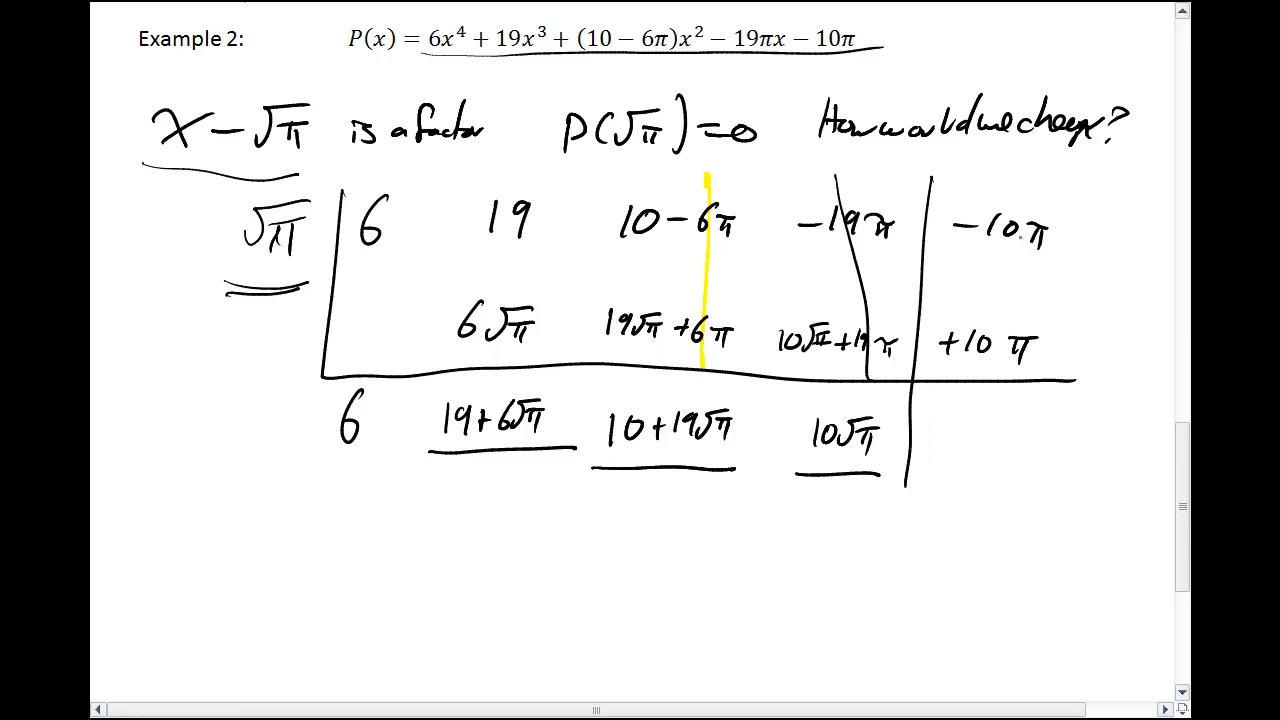 Example 2: P(x) = 6x⁴ + 19x³ + (10 − 6π)x² − 19πx − 10π
x − √π is a factor P(√π) = 0 How would we check?
√π 6 19 10 − 6π − 19π − 10π
6√π 19√π + 6π 10√π + 19π + 10π
6 19 + 6√π 10 + 19√π 10√π